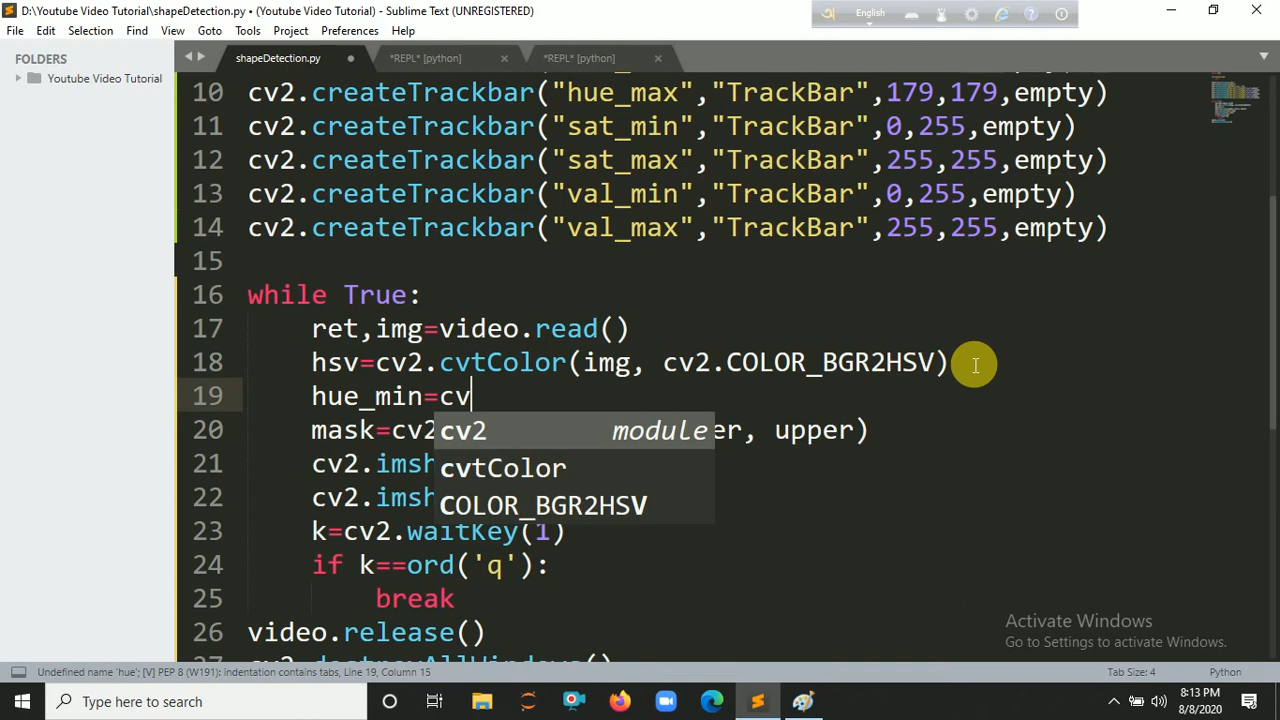 D:\Youtube Video Tutorial\shapeDetection.py • (Youtube Video Tutorial) - Sublime Text (UNREGISTERED)
English
File Edit Selection Find View Goto Tools Project Preferences Help
FOLDERS
Youtube Video Tutorial
shapeDetection.py
*REPL* [python]
*REPL* [python]
10 cv2.createTrackbar("hue_max","TrackBar",179,179,empty)
11 cv2.createTrackbar("sat_min","TrackBar",0,255,empty)
12 cv2.createTrackbar("sat_max","TrackBar",255,255,empty)
13 cv2.createTrackbar("val_min","TrackBar",0,255,empty)
14 cv2.createTrackbar("val_max","TrackBar",255,255,empty)
15
16 while True:
17 ret,img=video.read()
18 hsv=cv2.cvtColor(img, cv2.COLOR_BGR2HSV)
19 hue_min=cv
20 mask=cv2 er, upper)
cv2 module
21 cv2.imsh
cvtColor
22 cv2.imsh
COLOR_BGR2HSV
23 k=cv2.waitKey(1)
24 if k==ord('q'):
25 break
26 video.release()
27 cv2.destroyAllWindows()
Activate Windows
Go to Settings to activate Windows.
Undefined name 'hue'; [V] PEP 8 (W191): indentation contains tabs, Line 19, Column 15
Tab Size: 4
Python
Type here to search
8:13 PM
8/8/2020